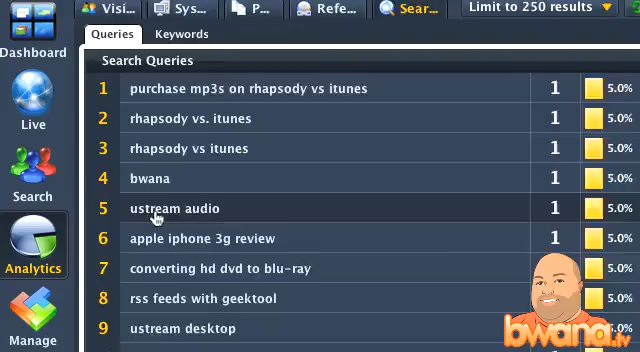 Visi... Sys... P... Refe... Sear... Limit to 250 results
Queries Keywords
Search Queries
1 purchase mp3s on rhapsody vs itunes 1 5.0%
2 rhapsody vs. itunes 1 5.0%
3 rhapsody vs itunes 1 5.0%
4 bwana 1 5.0%
5 ustream audio 1 5.0%
6 apple iphone 3g review 1 5.0%
7 converting hd dvd to blu-ray 1 5.0%
8 rss feeds with geektool 1 5.0%
9 ustream desktop 1
Dashboard
Live
Search
Analytics
Manage
bwana.tv